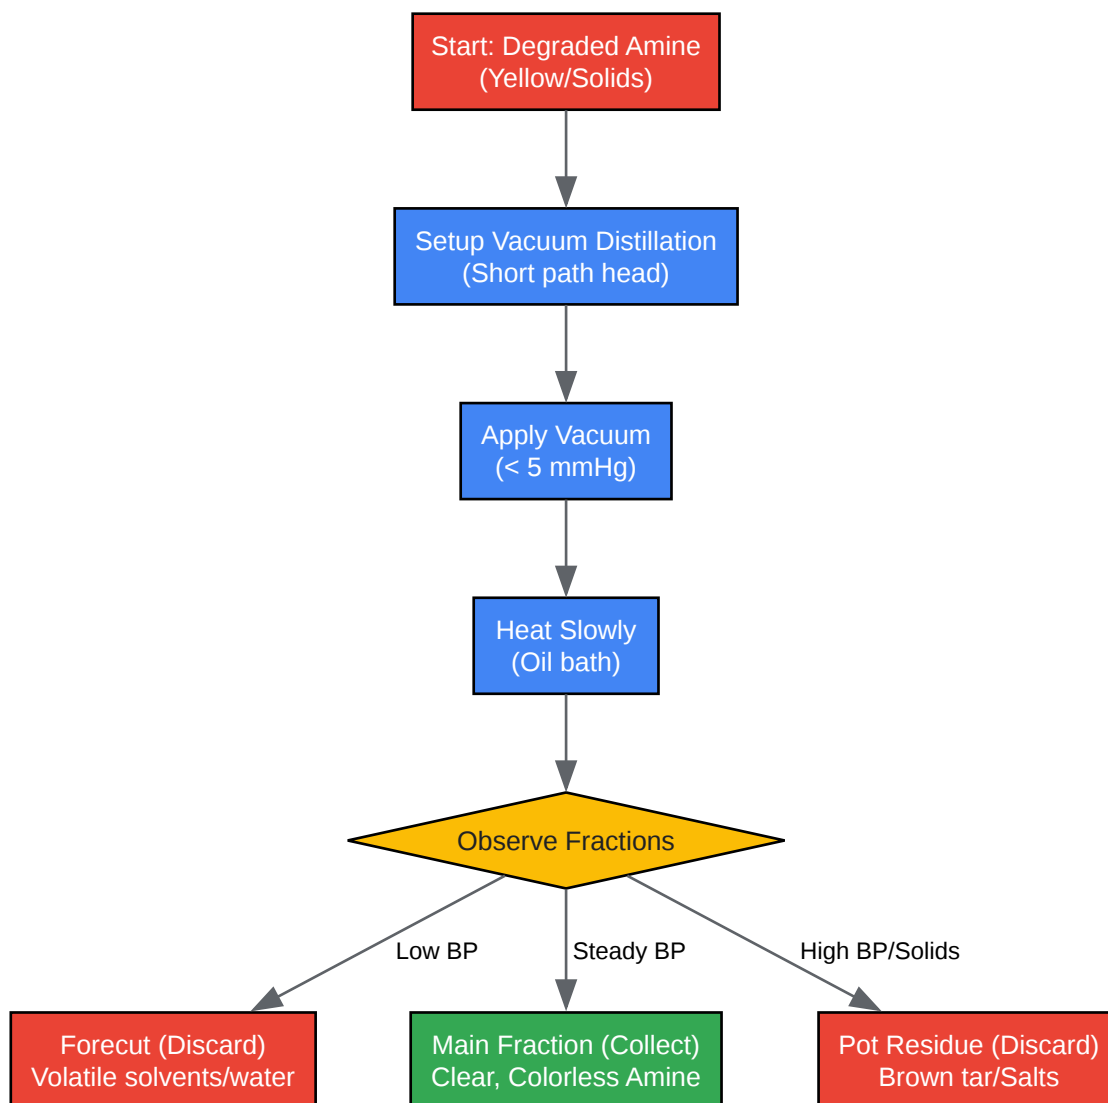 Start: Degraded Amine
(Yellow/Solids)
Setup Vacuum Distillation
(Short path head)
Apply Vacuum
(< 5 mmHg)
Heat Slowly
(Oil bath)
Observe Fractions
Low BP
Steady BP
High BP/Solids
Forecut (Discard)
Volatile solvents/water
Main Fraction (Collect)
Clear, Colorless Amine
Pot Residue (Discard)
Brown tar/Salts